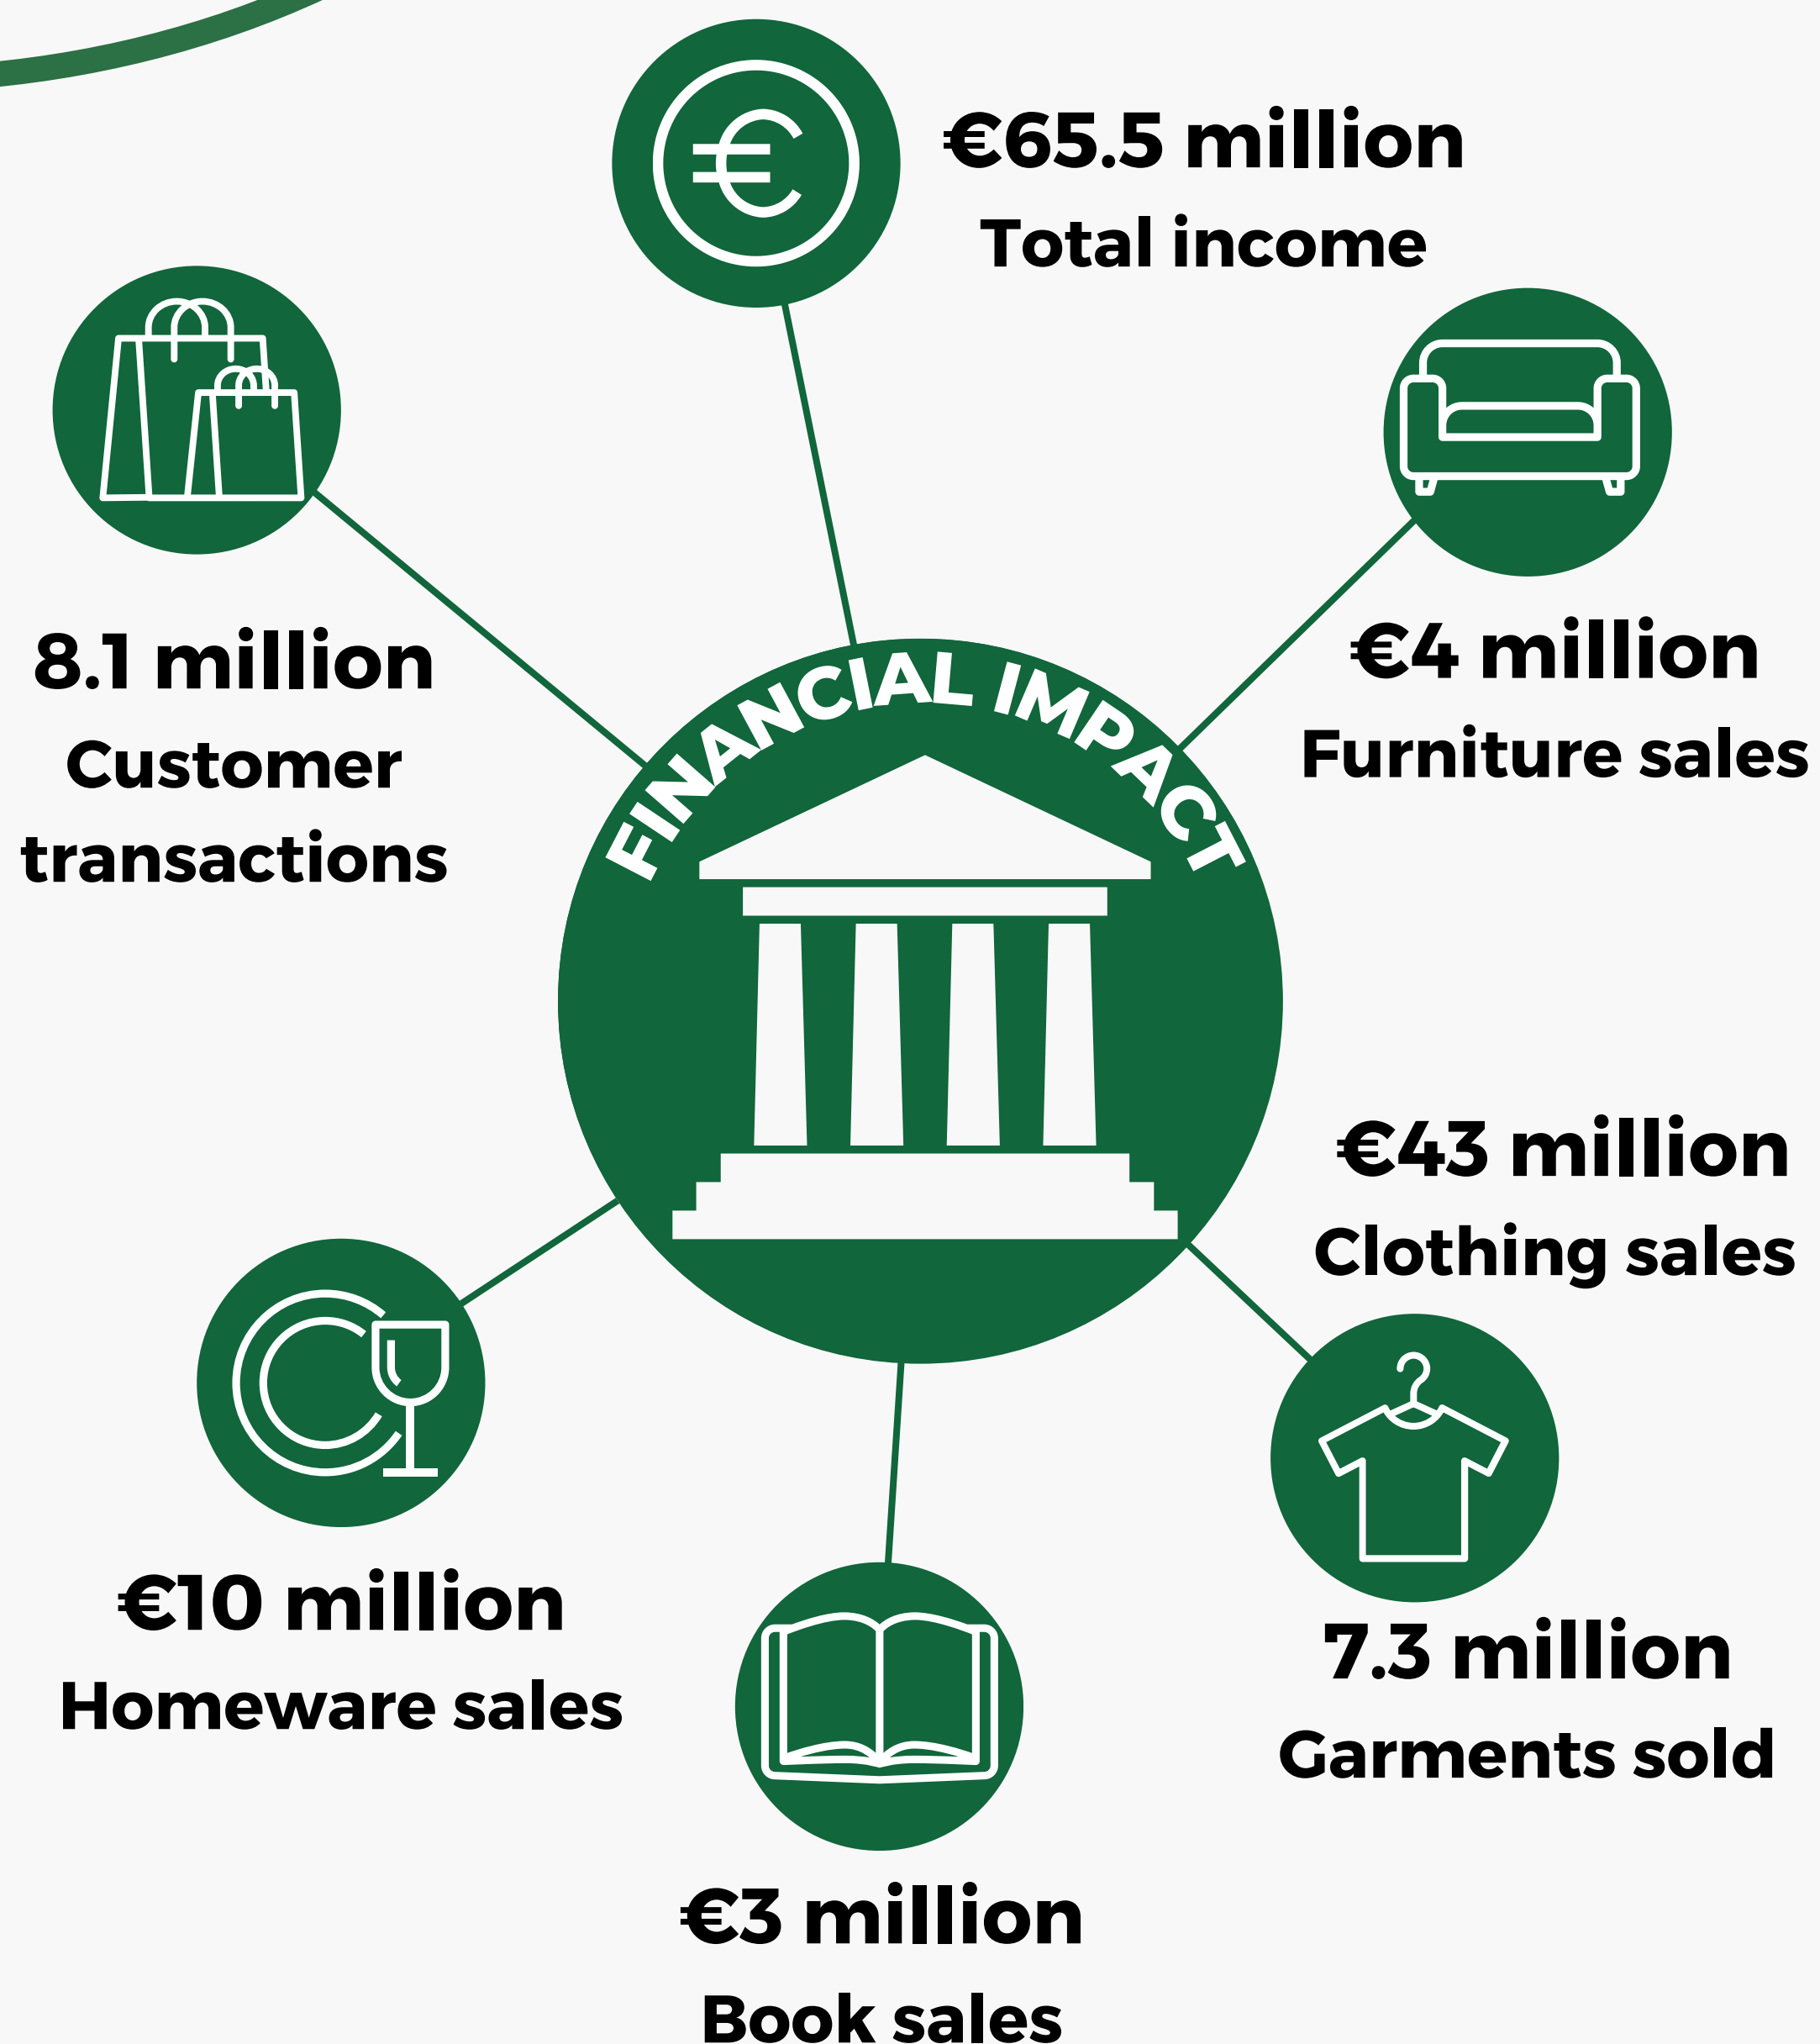 €65.5 million
Total income
8.1 million
Customer
transactions
€4 million
Furniture sales
FINANCIAL IMPACT
€43 million
Clothing sales
7.3 million
Garments sold
€10 million
Homeware sales
€3 million
Book sales